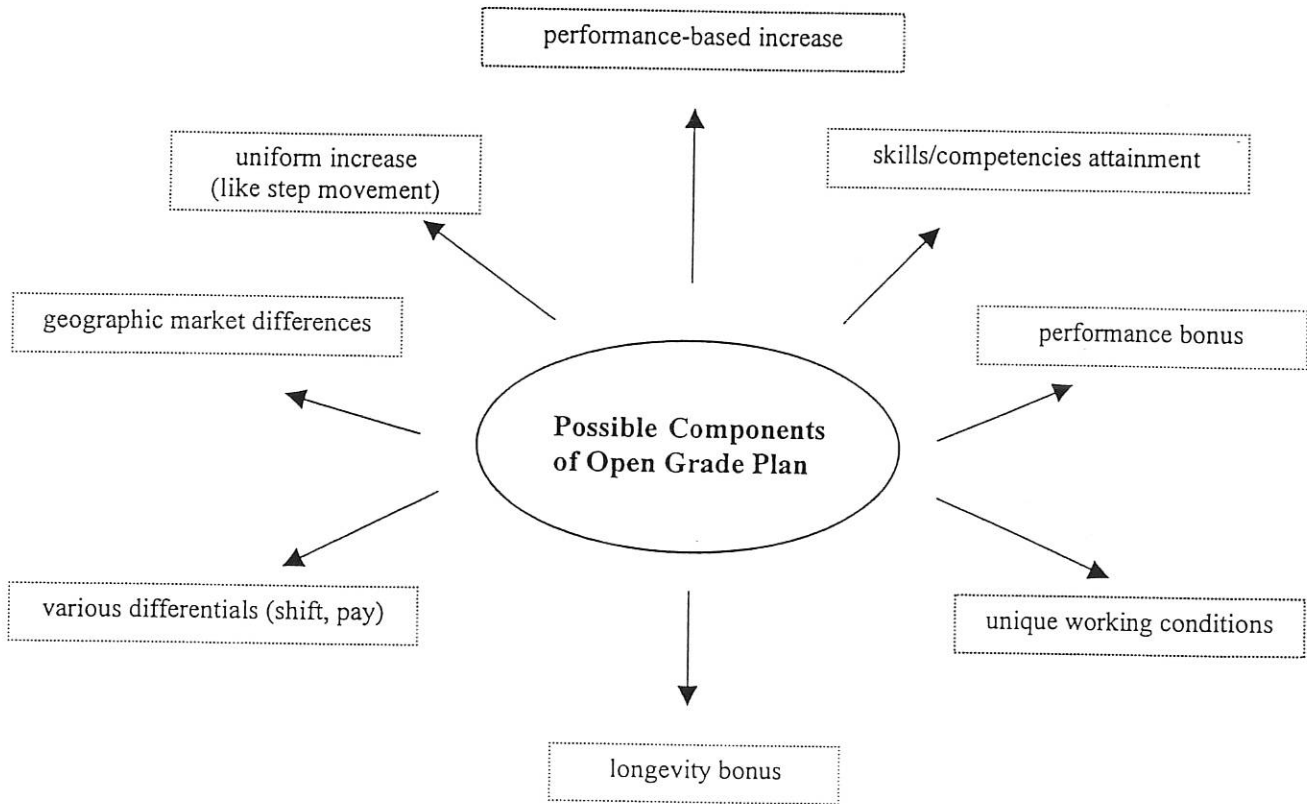 performance-based increase
uniform increase
(like step movement)
skills/competencies attainment
geographic market differences
performance bonus
Possible Components
of Open Grade Plan
various differentials (shift, pay)
unique working conditions
longevity bonus